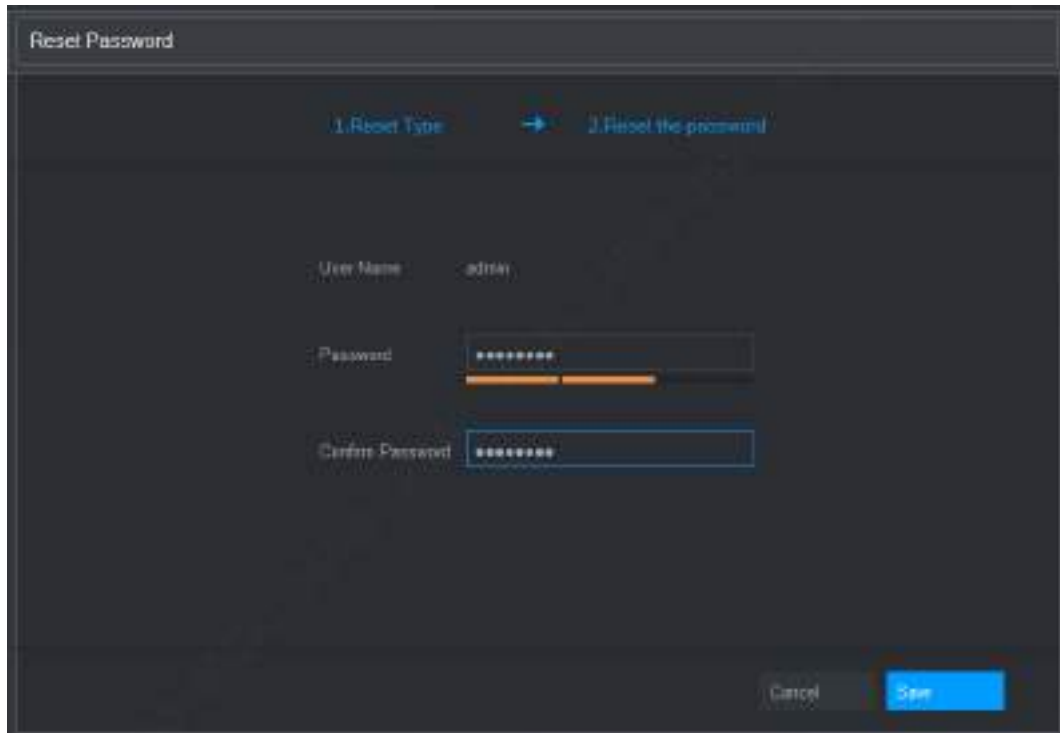 Reset Password
1.Reset Type → 2.Reset the password
User Name admin
Password ••••••••
Confirm Password ••••••••
Cancel Save